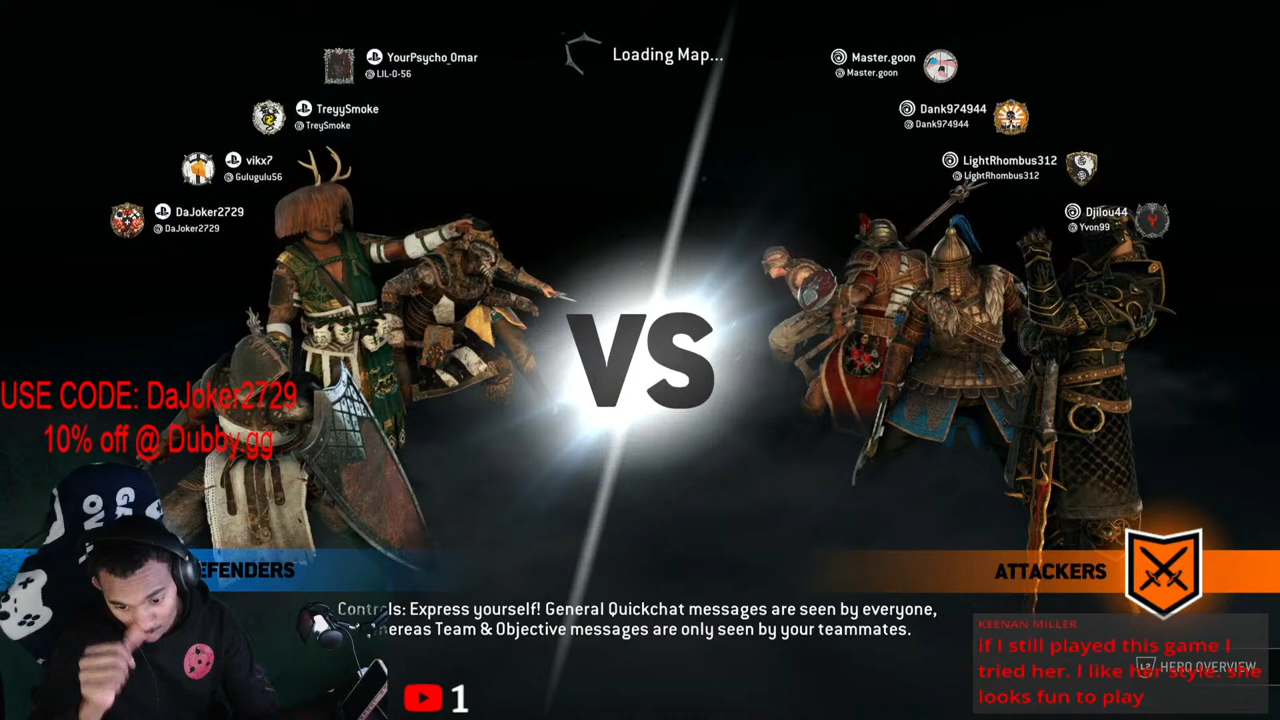 YourPsycho_Omar
LIL-O-56
TreyySmoke
TreySmoke
vikx7
Gulugulu56
DaJoker2729
DaJoker2729
Loading Map...
Master.goon
Master.goon
Dank974944
Dank974944
LightRhombus312
LightRhombus312
Djilou44
Yvon99
VS
USE CODE: DaJoker2729
10% off @ Dubby.gg
EFENDERS
ATTACKERS
Controls: Express yourself! General Quickchat messages are seen by everyone,
ereas Team & Objective messages are only seen by your teammates.
KEENAN MILLER
if I still played this game I
tried her. I like her style. she
looks fun to play
L2 HERO OVERVIEW
1